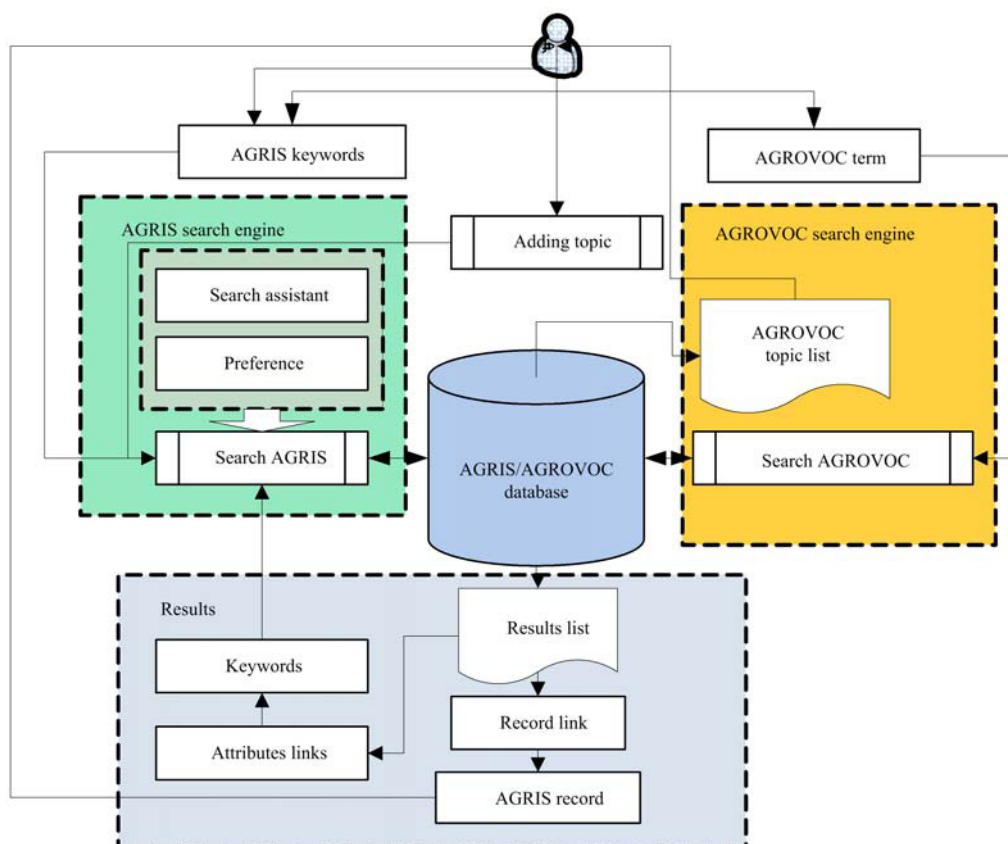 AGRIS keywords
AGROVOC term
AGRIS search engine
Adding topic
AGROVOC search engine
Search assistant
Preference
AGROVOC
topic list
Search AGRIS
AGRIS/AGROVOC
database
Search AGROVOC
Results
Results list
Keywords
Record link
Attributes links
AGRIS record